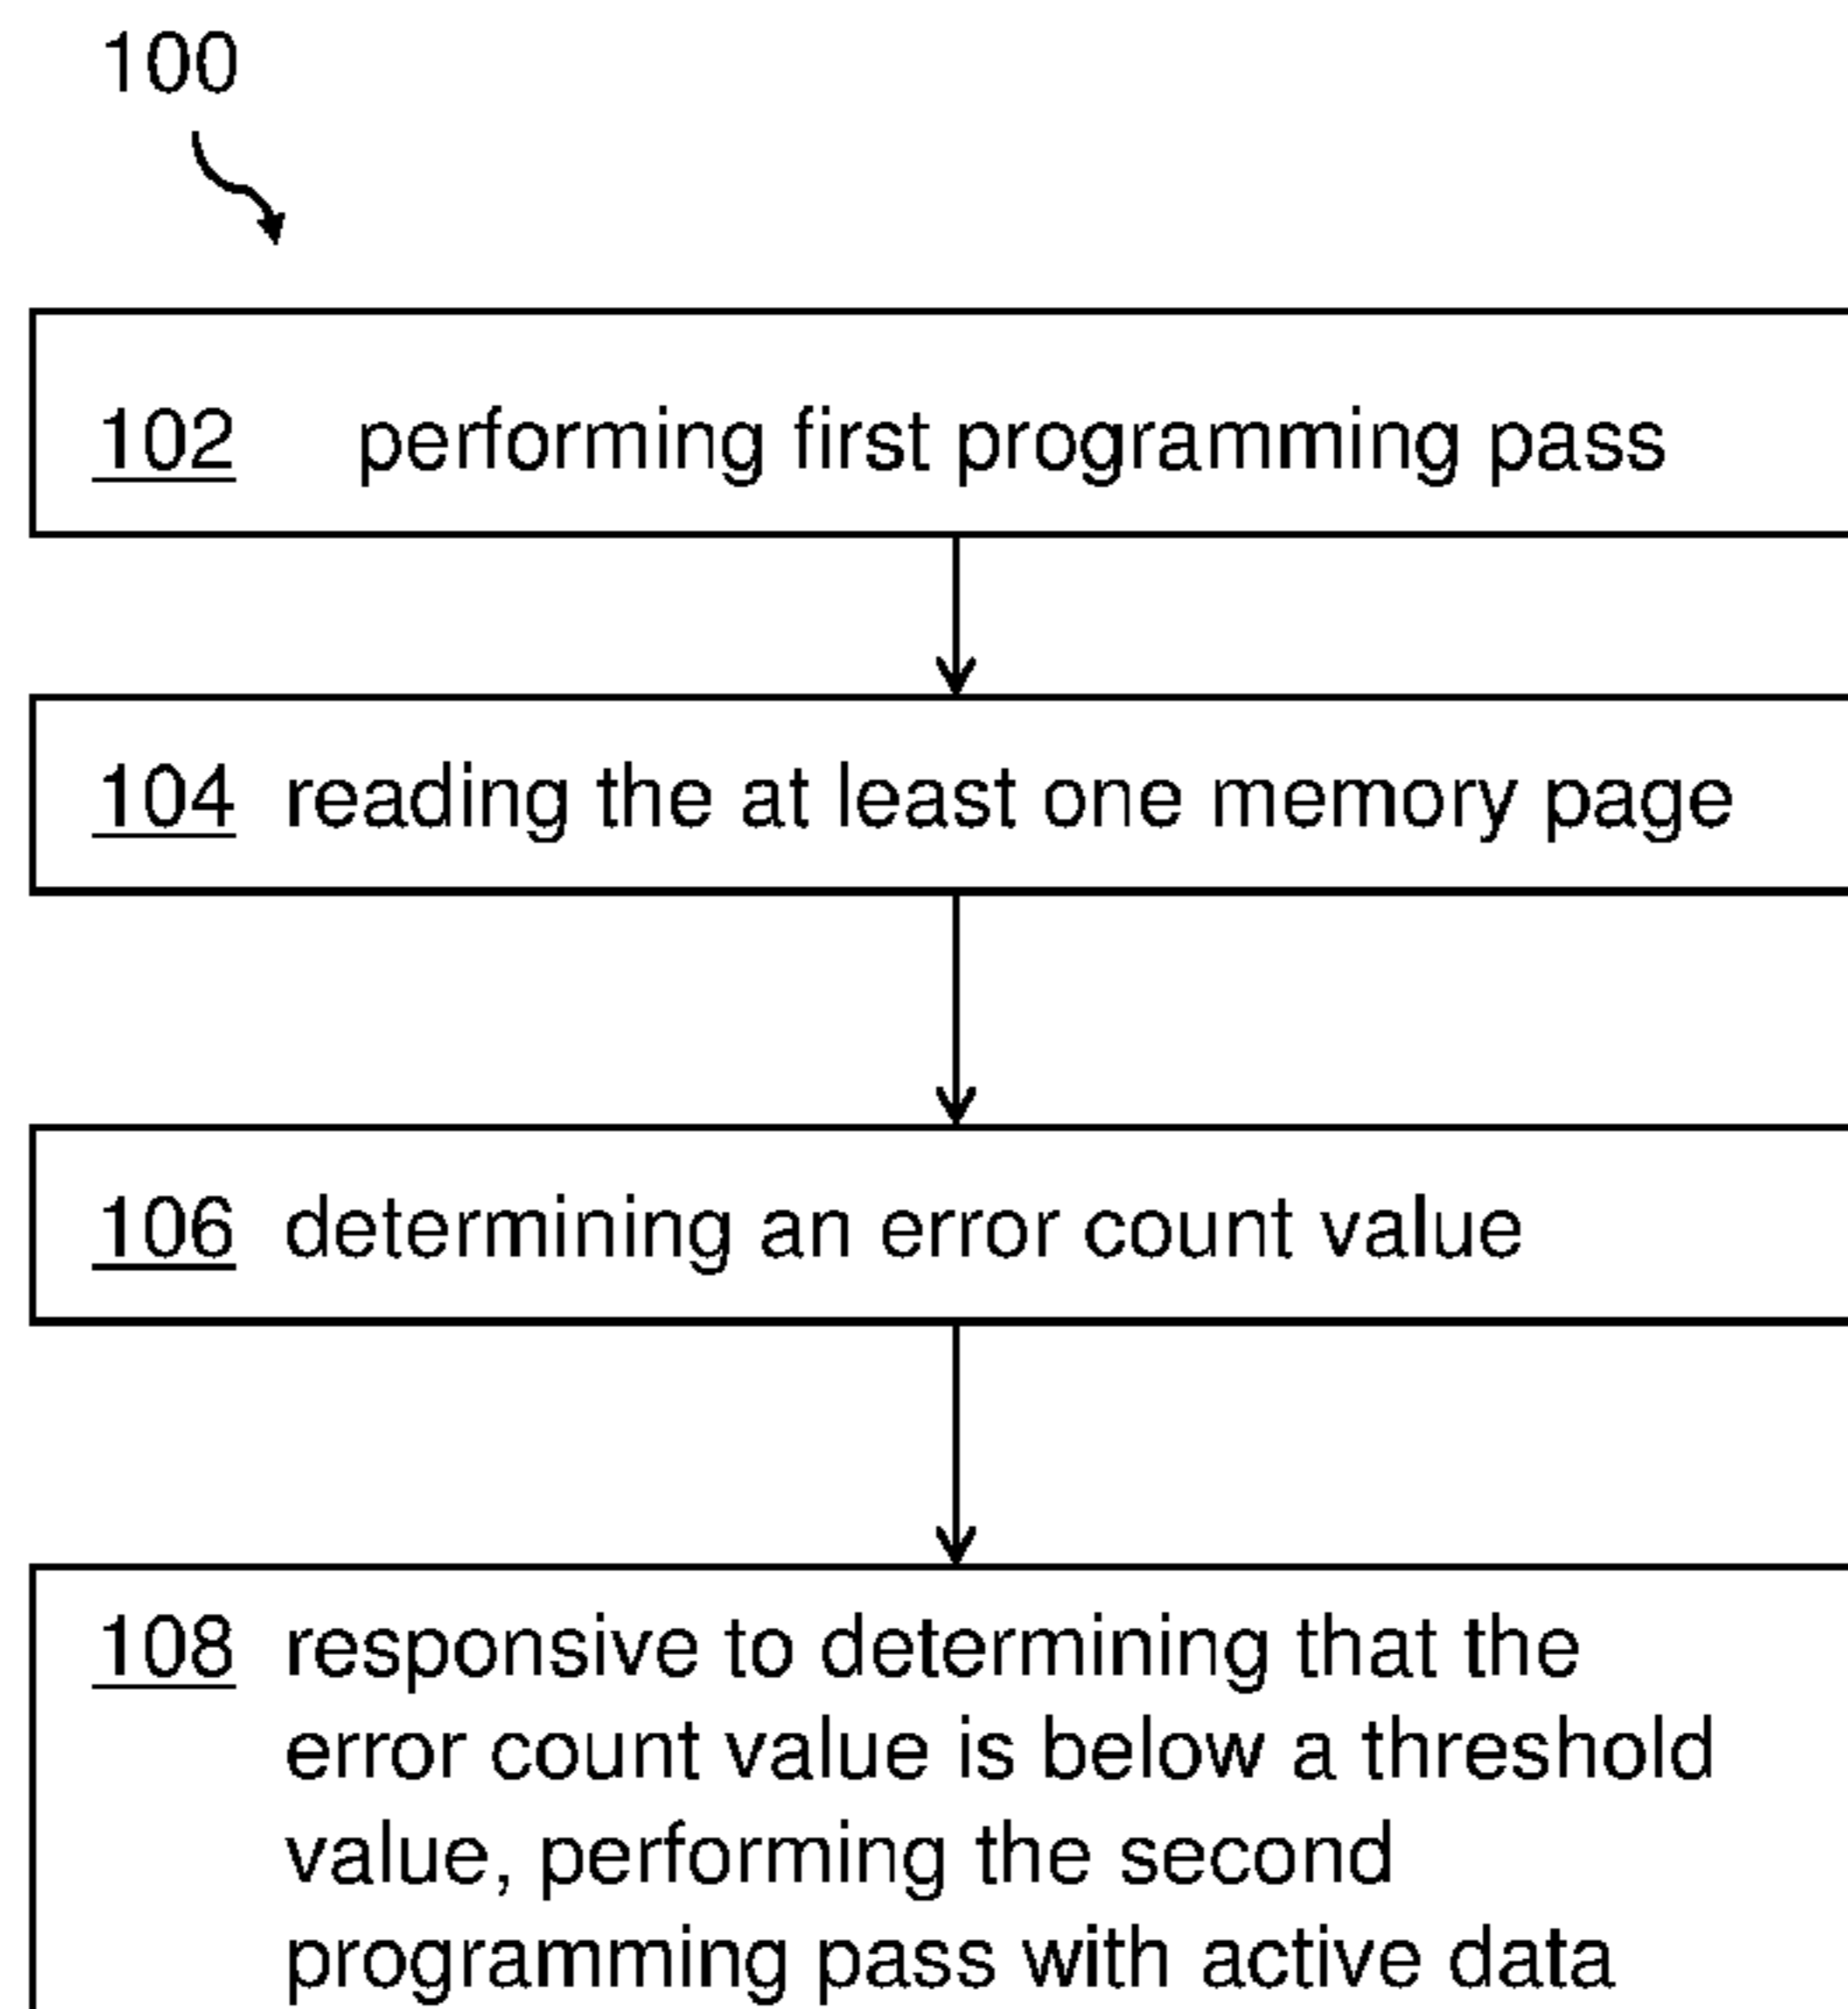 100
102 performing first programming pass
104 reading the at least one memory page
106 determining an error count value
108 responsive to determining that the
error count value is below a threshold
value, performing the second
programming pass with active data